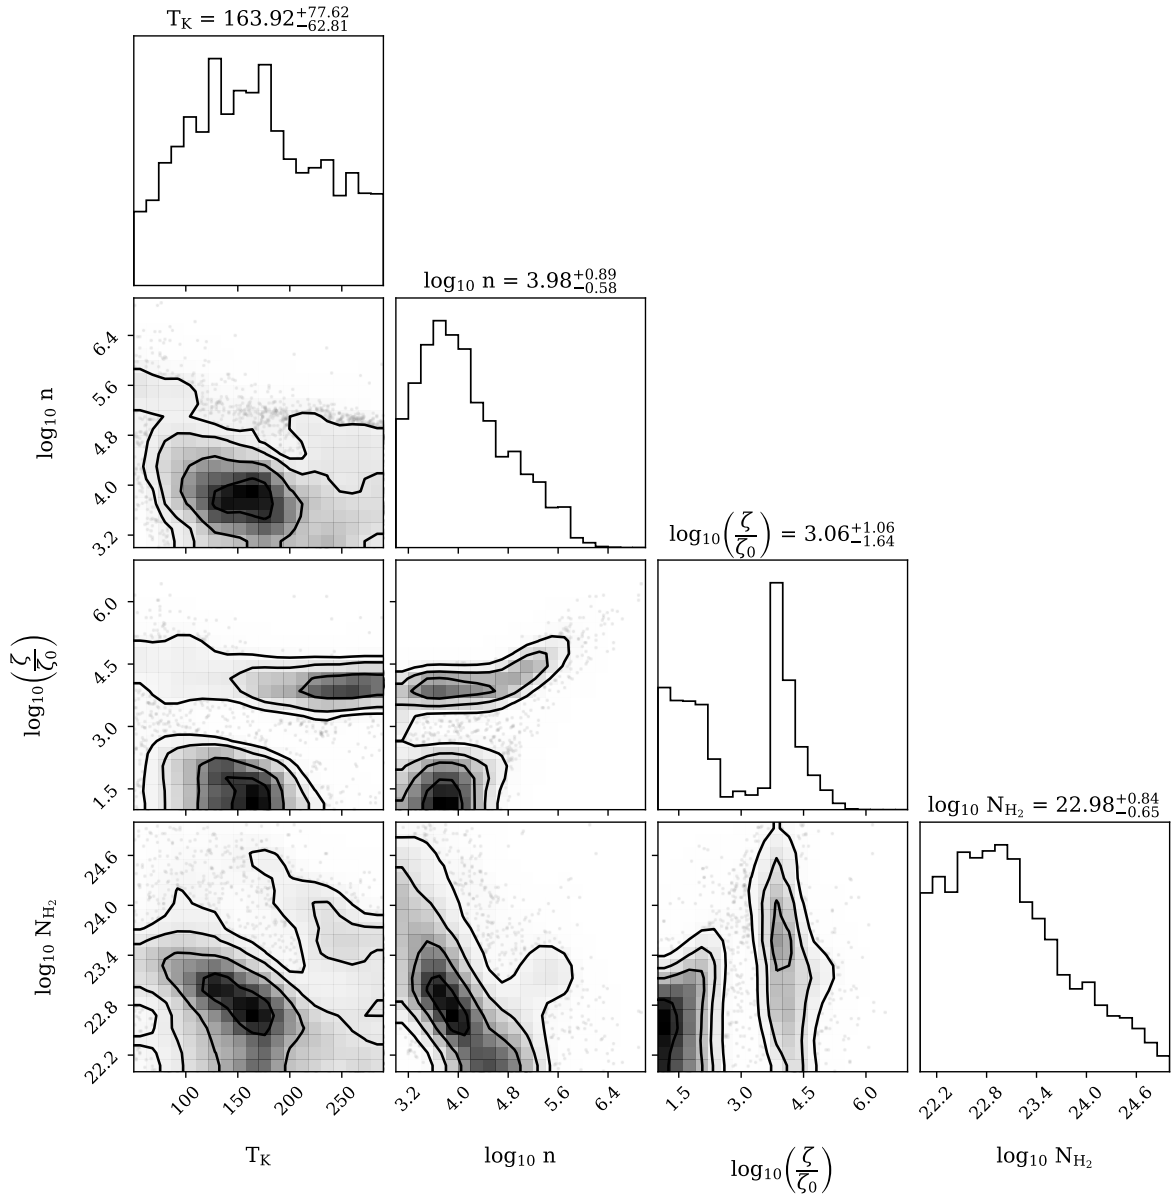 T_K = 163.92^{+77.62}_{-62.81}
log₁₀ n = 3.98^{+0.89}_{-0.58}
6.4
5.6
4.8
4.0
3.2
log₁₀ n
log₁₀(ζ/ζ₀) = 3.06^{+1.06}_{-1.64}
6.0
4.5
3.0
1.5
log₁₀(ζ/ζ₀)
log₁₀ N_{H₂} = 22.98^{+0.84}_{-0.65}
24.6
24.0
23.4
22.8
22.2
log₁₀ N_{H₂}
100 150 200 250
3.2 4.0 4.8 5.6 6.4
1.5 3.0 4.5 6.0
22.2 22.8 23.4 24.0 24.6
T_K
log₁₀ n
log₁₀(ζ/ζ₀)
log₁₀ N_{H₂}